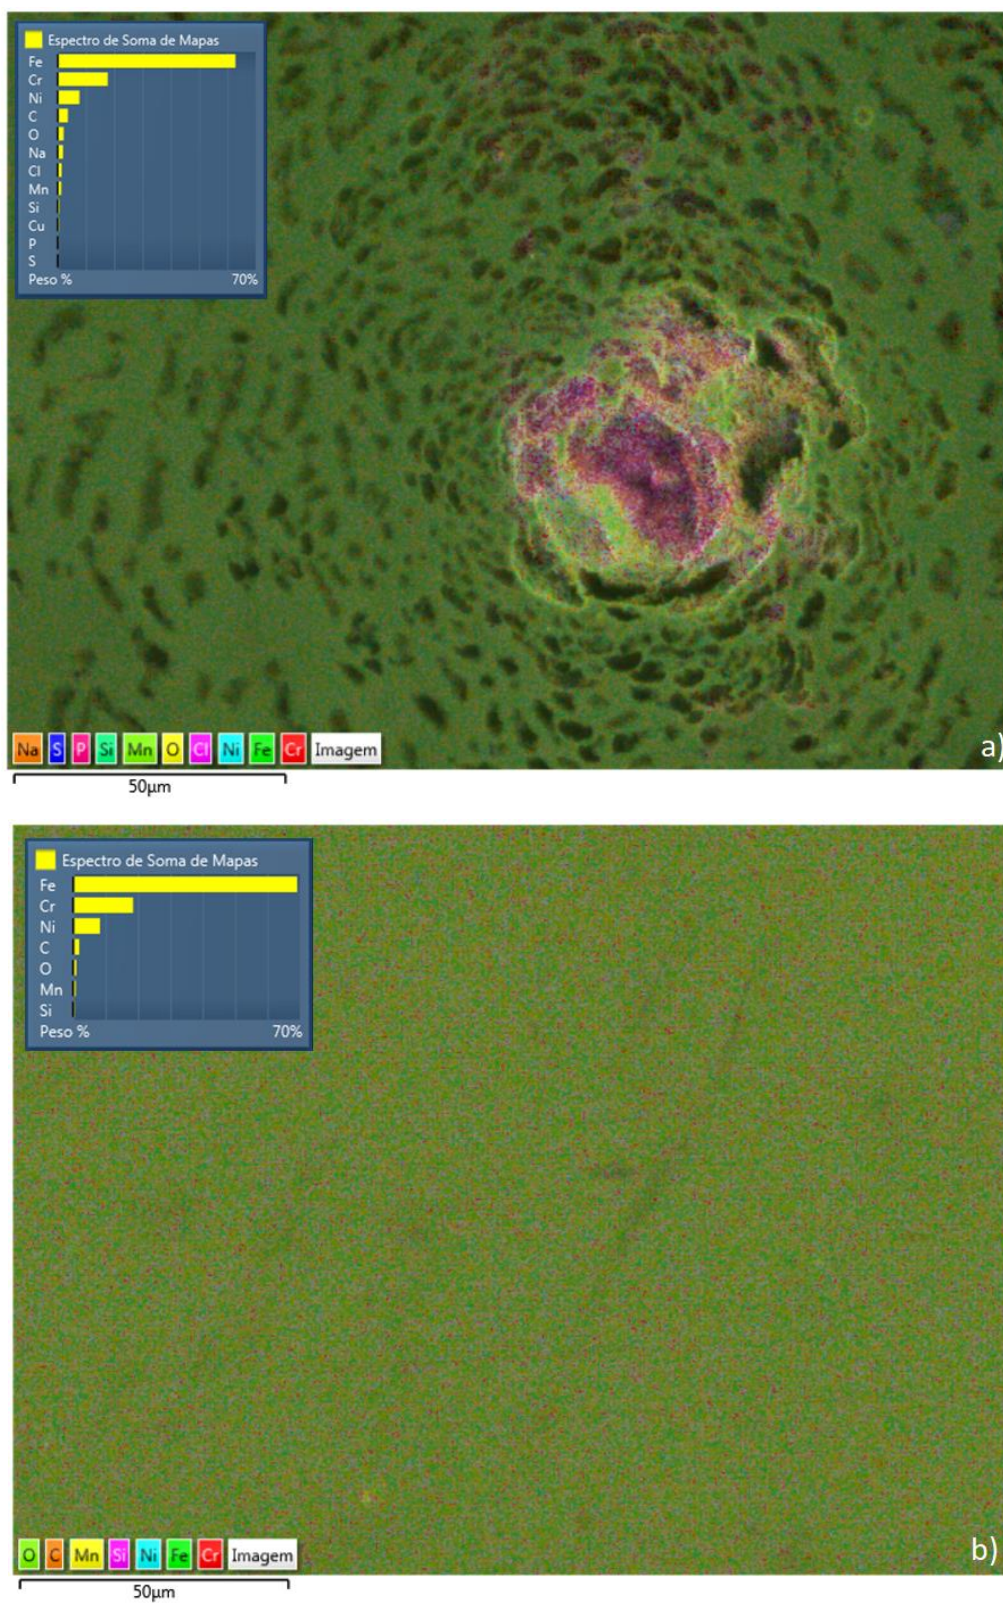 Espectro de Soma de Mapas
Fe
Cr
Ni
C
O
Na
Cl
Mn
Si
Cu
P
S
Peso % 70%
Na S P Si Mn O Cl Ni Fe Cr Imagem
a)
50µm
Espectro de Soma de Mapas
Fe
Cr
Ni
C
O
Mn
Si
Peso % 70%
O C Mn Si Ni Fe Cr Imagem
b)
50µm